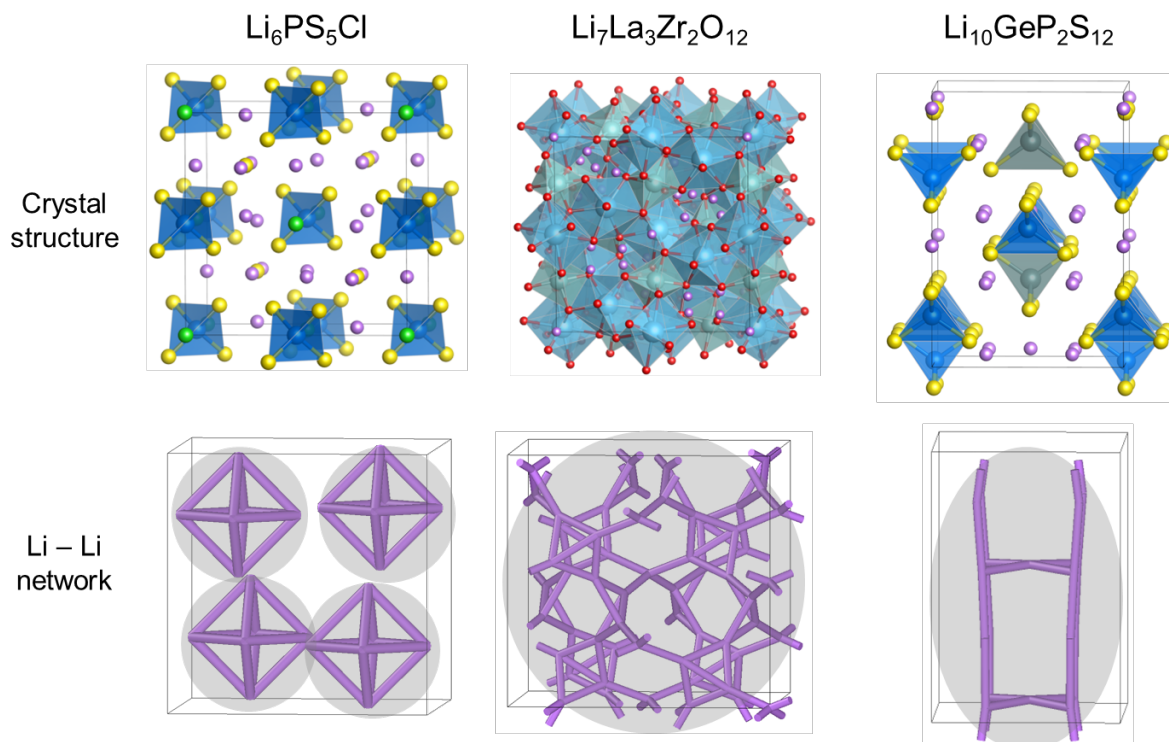 Li₆PS₅Cl
Li₇La₃Zr₂O₁₂
Li₁₀GeP₂S₁₂
Crystal
structure
Li – Li
network